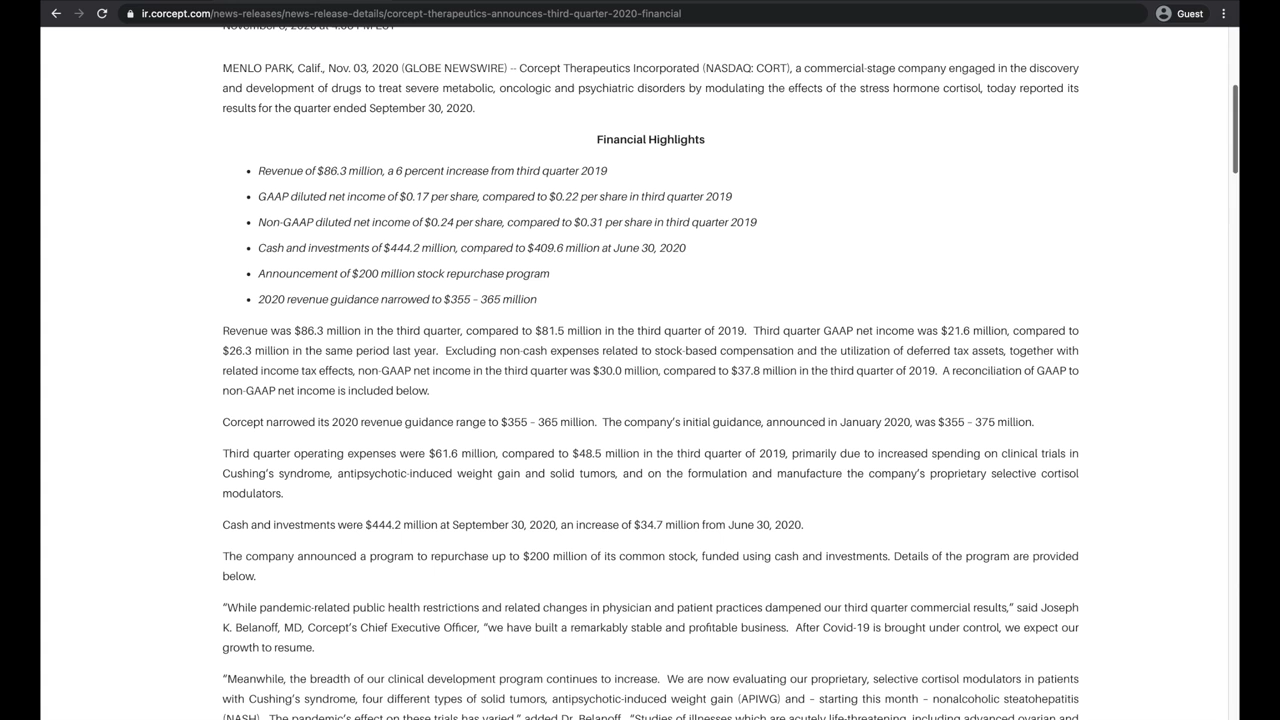 ir.corcept.com/news-releases/news-release-details/corcept-therapeutics-announces-third-quarter-2020-financial
Guest
MENLO PARK, Calif., Nov. 03, 2020 (GLOBE NEWSWIRE) -- Corcept Therapeutics Incorporated (NASDAQ: CORT), a commercial-stage company engaged in the discovery
and development of drugs to treat severe metabolic, oncologic and psychiatric disorders by modulating the effects of the stress hormone cortisol, today reported its
results for the quarter ended September 30, 2020.
Financial Highlights
• Revenue of $86.3 million, a 6 percent increase from third quarter 2019
• GAAP diluted net income of $0.17 per share, compared to $0.22 per share in third quarter 2019
• Non-GAAP diluted net income of $0.24 per share, compared to $0.31 per share in third quarter 2019
• Cash and investments of $444.2 million, compared to $409.6 million at June 30, 2020
• Announcement of $200 million stock repurchase program
• 2020 revenue guidance narrowed to $355 – 365 million
Revenue was $86.3 million in the third quarter, compared to $81.5 million in the third quarter of 2019. Third quarter GAAP net income was $21.6 million, compared to
$26.3 million in the same period last year. Excluding non-cash expenses related to stock-based compensation and the utilization of deferred tax assets, together with
related income tax effects, non-GAAP net income in the third quarter was $30.0 million, compared to $37.8 million in the third quarter of 2019. A reconciliation of GAAP to
non-GAAP net income is included below.
Corcept narrowed its 2020 revenue guidance range to $355 – 365 million. The company's initial guidance, announced in January 2020, was $355 – 375 million.
Third quarter operating expenses were $61.6 million, compared to $48.5 million in the third quarter of 2019, primarily due to increased spending on clinical trials in
Cushing's syndrome, antipsychotic-induced weight gain and solid tumors, and on the formulation and manufacture the company's proprietary selective cortisol
modulators.
Cash and investments were $444.2 million at September 30, 2020, an increase of $34.7 million from June 30, 2020.
The company announced a program to repurchase up to $200 million of its common stock, funded using cash and investments. Details of the program are provided
below.
"While pandemic-related public health restrictions and related changes in physician and patient practices dampened our third quarter commercial results," said Joseph
K. Belanoff, MD, Corcept's Chief Executive Officer, "we have built a remarkably stable and profitable business. After Covid-19 is brought under control, we expect our
growth to resume.
"Meanwhile, the breadth of our clinical development program continues to increase. We are now evaluating our proprietary, selective cortisol modulators in patients
with Cushing's syndrome, four different types of solid tumors, antipsychotic-induced weight gain (APIWG) and – starting this month – nonalcoholic steatohepatitis
(NASH). The pandemic's effect on these trials has varied," added Dr. Belanoff. "Studies of illnesses which are acutely life-threatening, including advanced ovarian and